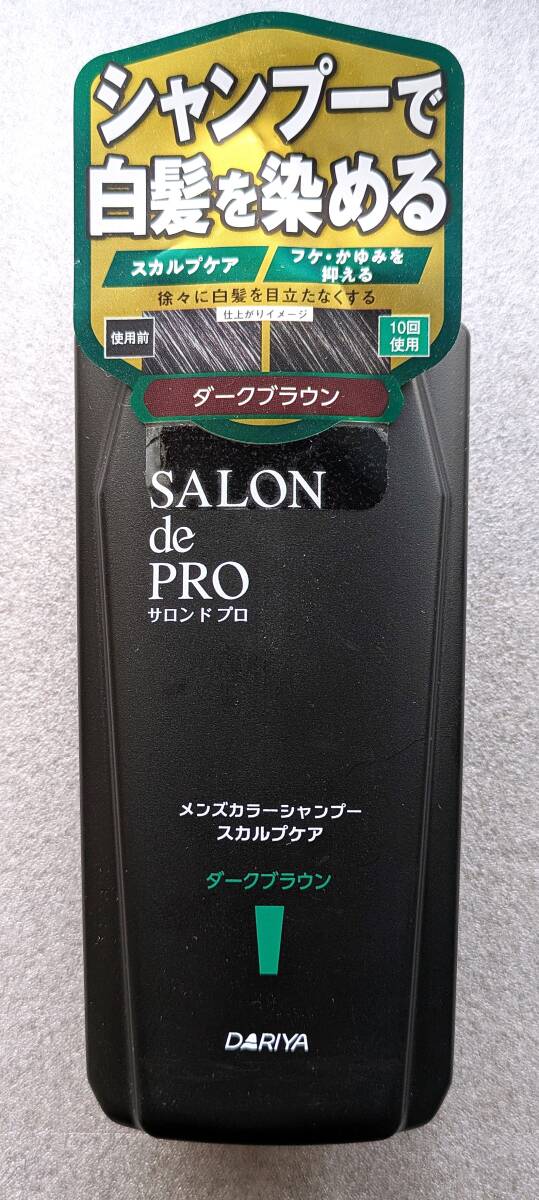 シャンプーで
白髪を染める
スカルプケア
フケ・かゆみを
抑える
徐々に白髪を目立たなくする
仕上がりイメージ
使用前
10回
使用
ダークブラウン
SALON
de
PRO
サロン ド プロ
メンズカラーシャンプー
スカルプケア
ダークブラウン
DARIYA